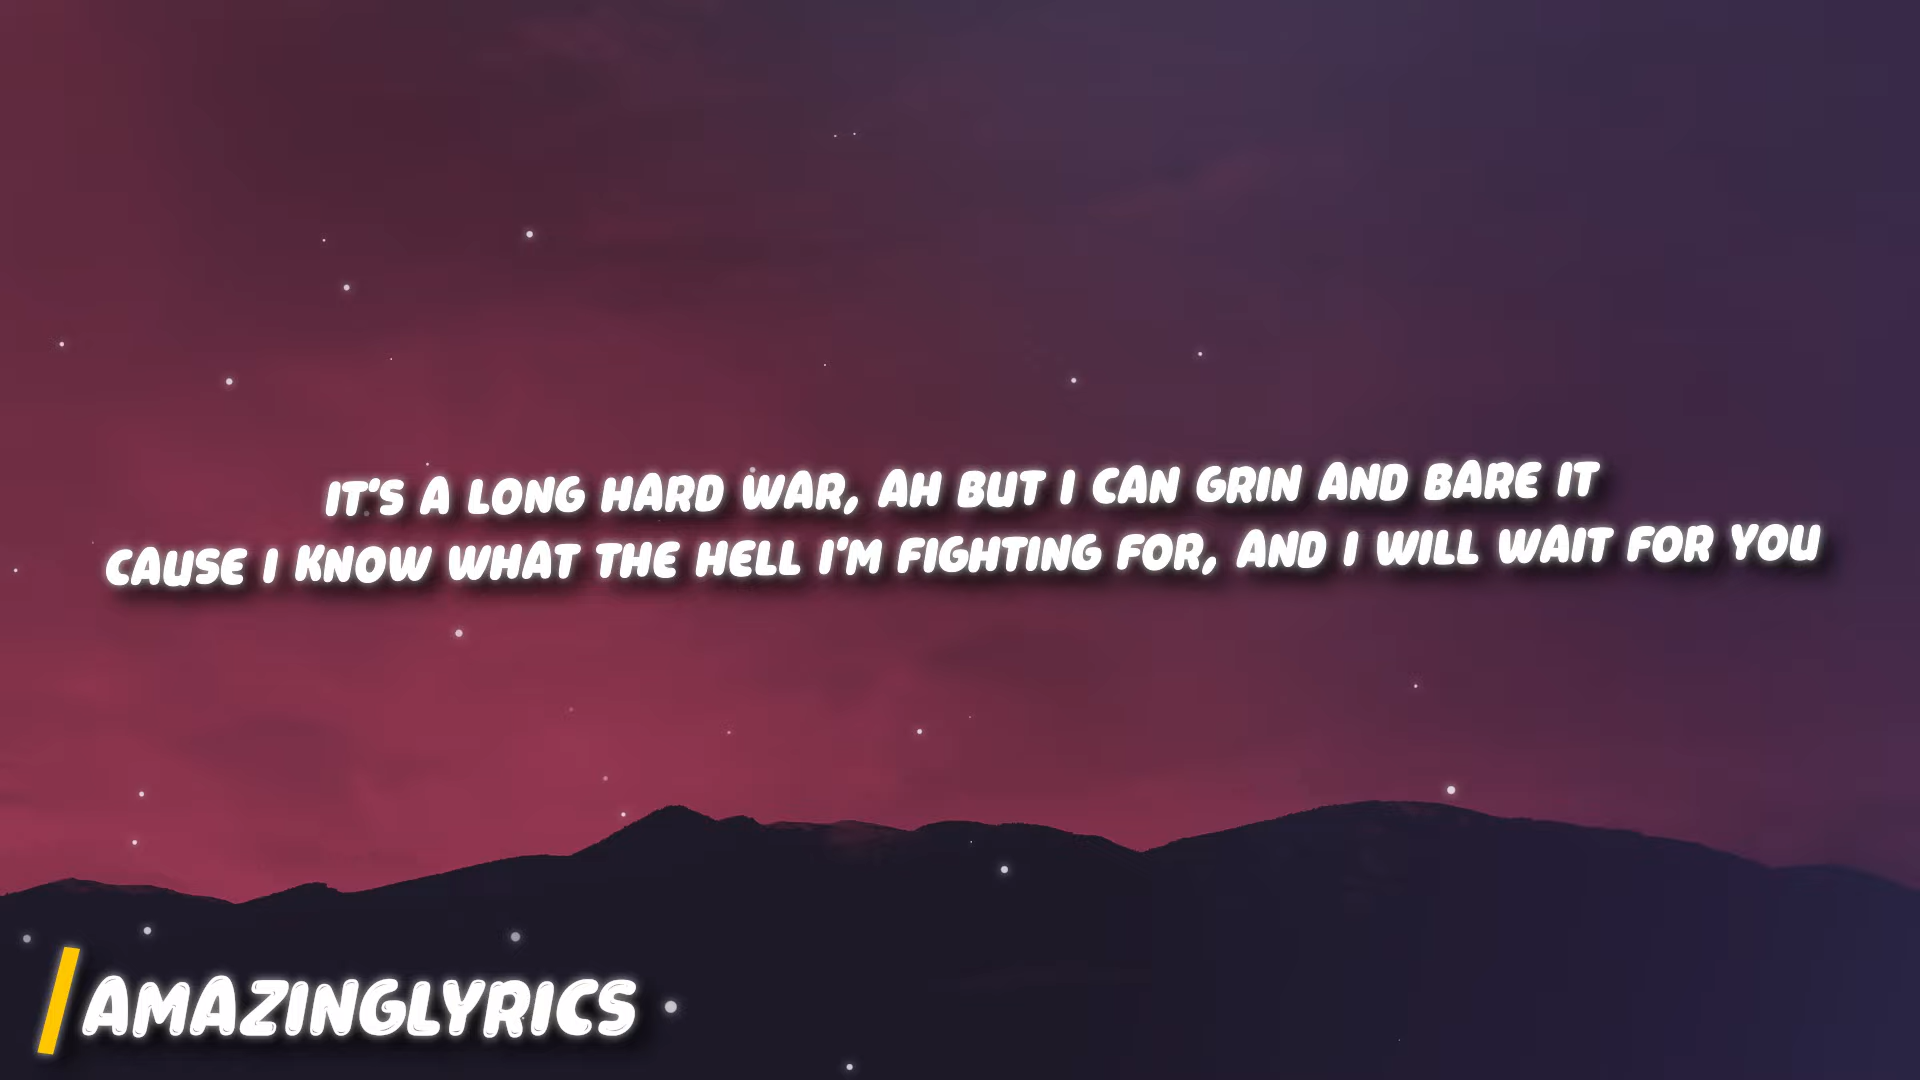 IT'S A LONG HARD WAR, AH BUT I CAN GRIN AND BARE IT
CAUSE I KNOW WHAT THE HELL I'M FIGHTING FOR, AND I WILL WAIT FOR YOU
AMAZINGLYRICS